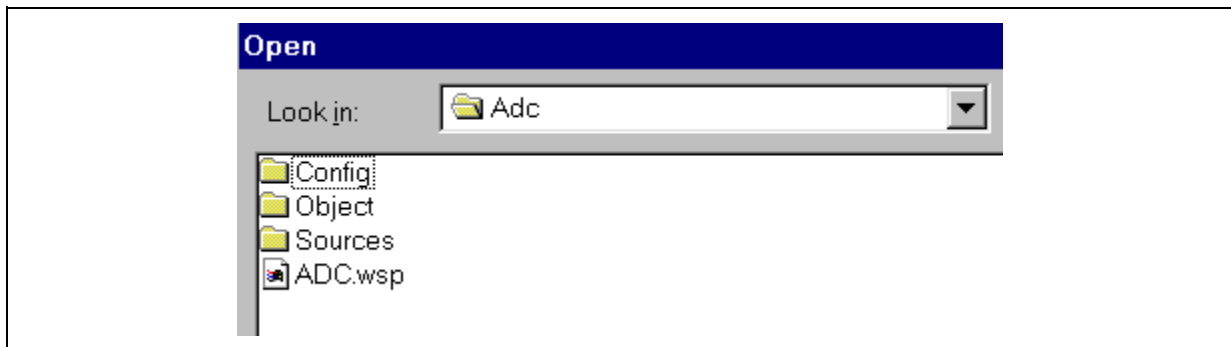 Open
Look in: Adc
Config
Object
Sources
ADC.wsp